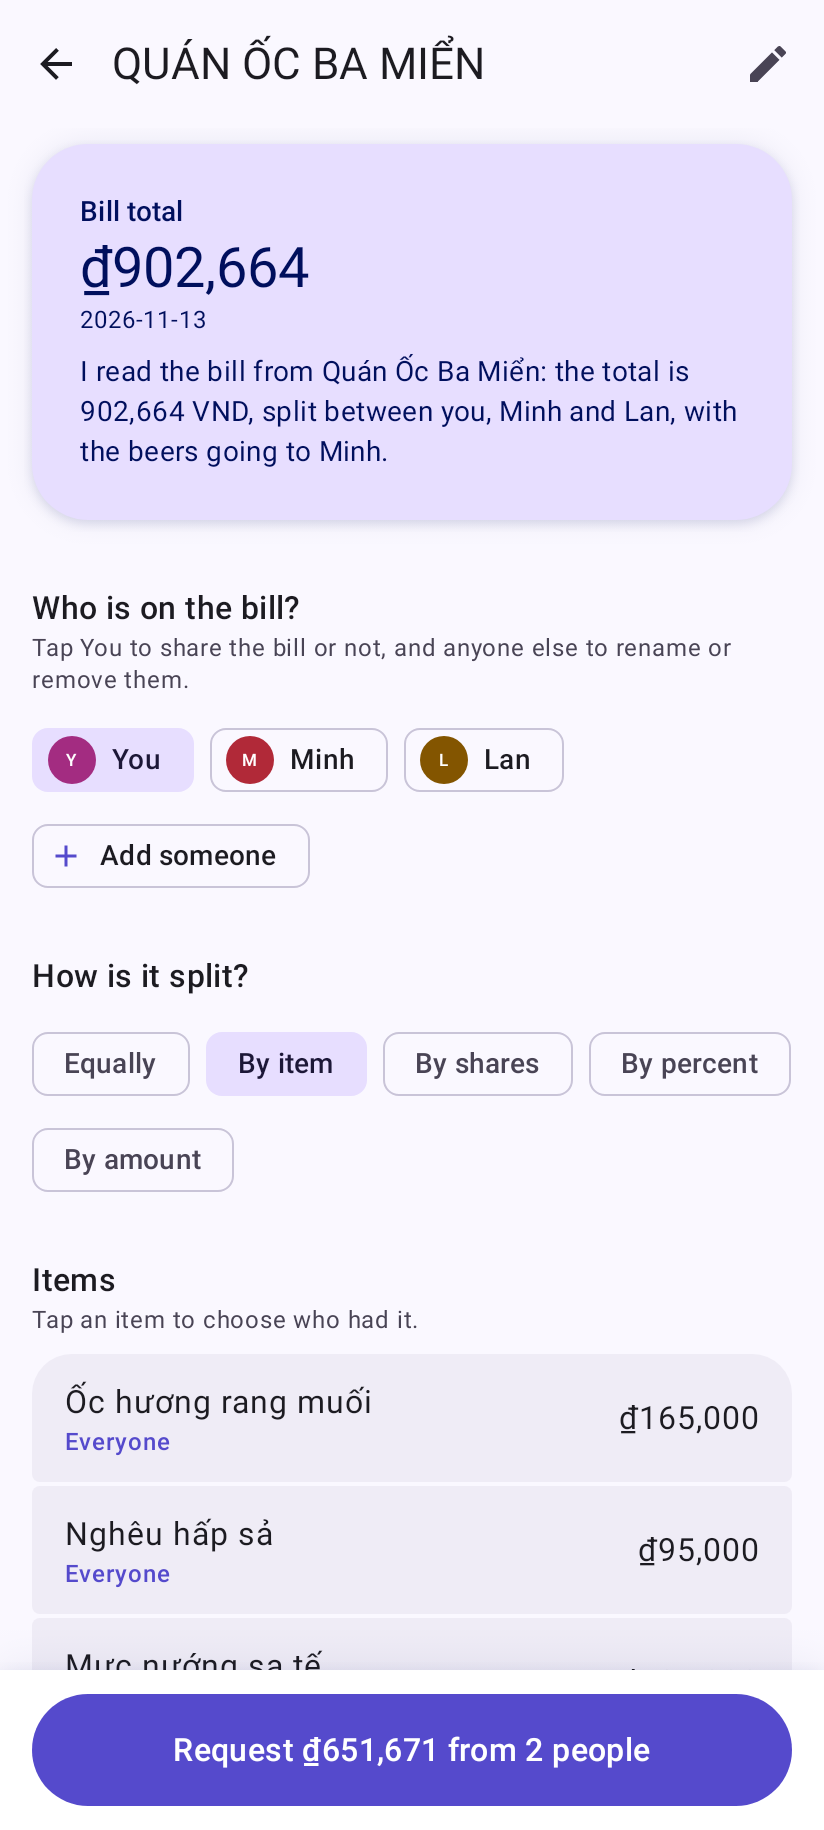 QUÁN ỐC BA MIỂN
Bill total
₫902,664
2026-11-13
I read the bill from Quán Ốc Ba Miển: the total is
902,664 VND, split between you, Minh and Lan, with
the beers going to Minh.
Who is on the bill?
Tap You to share the bill or not, and anyone else to rename or
remove them.
Y You
M Minh
L Lan
+ Add someone
How is it split?
Equally
By item
By shares
By percent
By amount
Items
Tap an item to choose who had it.
Ốc hương rang muối
₫165,000
Everyone
Nghêu hấp sả
₫95,000
Everyone
Mực nướng sa tế
Request ₫651,671 from 2 people